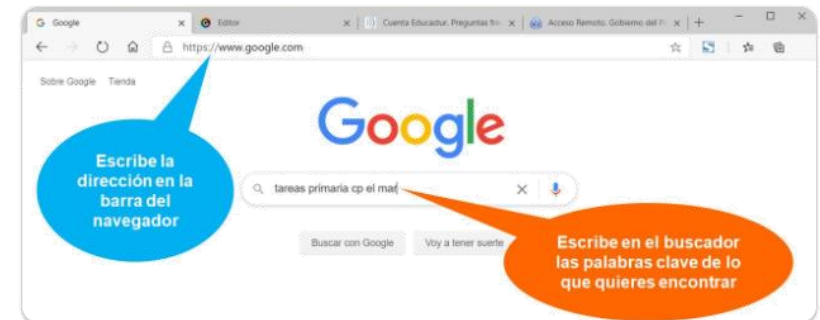 Google
Editor
Cuenta Educastur. Preguntas fre
Acceso Remoto. Gobierno del P
https://www.google.com
Sobre Google Tienda
Google
Escribe la
dirección en la
barra del
navegador
tareas primaria cp el mar
Buscar con Google Voy a tener suerte
Escribe en el buscador
las palabras clave de lo
que quieres encontrar